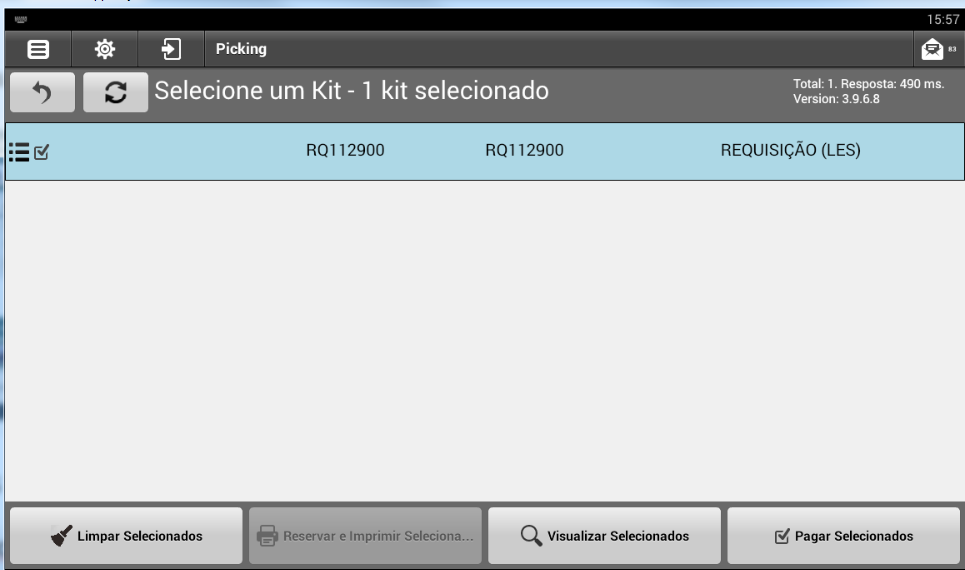 15:57
Picking
83
Selecione um Kit - 1 kit selecionado
Total: 1. Resposta: 490 ms.
Version: 3.9.6.8
RQ112900 RQ112900 REQUISIÇÃO (LES)
Limpar Selecionados
Reservar e Imprimir Seleciona...
Visualizar Selecionados
Pagar Selecionados